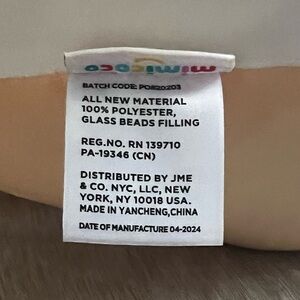 mimicoco
BATCH CODE: PO820203
ALL NEW MATERIAL
100% POLYESTER,
GLASS BEADS FILLING
REG.NO. RN 139710
PA-19346 (CN)
DISTRIBUTED BY JME
& CO. NYC, LLC, NEW
YORK, NY 10018 USA.
MADE IN YANCHENG,CHINA
DATE OF MANUFACTURE 04-2024